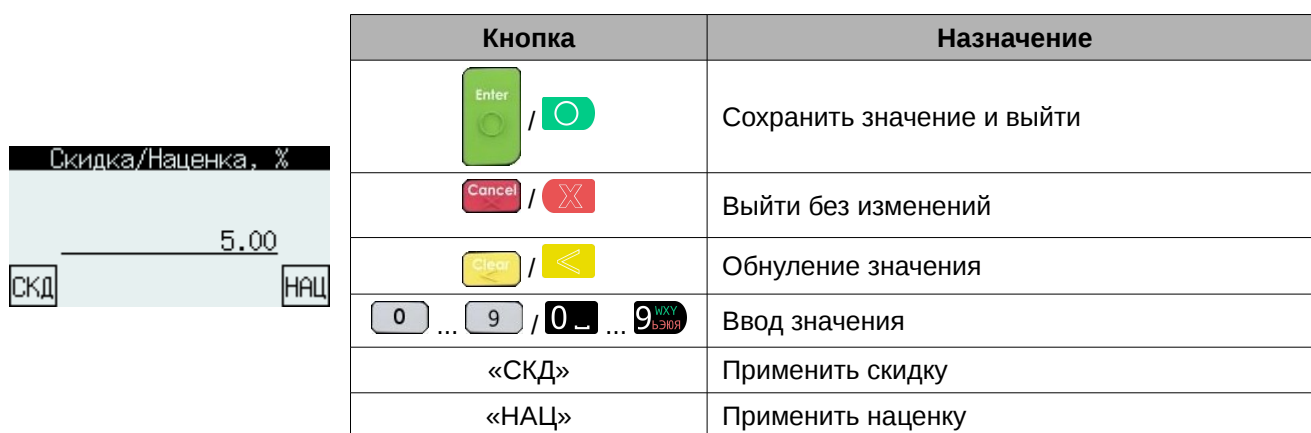 Скидка/Наценка, %
5.00
СКД НАЦ
Кнопка Назначение
Enter / Сохранить значение и выйти
Cancel / Выйти без изменений
Clear / < Обнуление значения
0 ... 9 / 0 ... 9 WXY ЬЭЮЯ Ввод значения
«СКД» Применить скидку
«НАЦ» Применить наценку